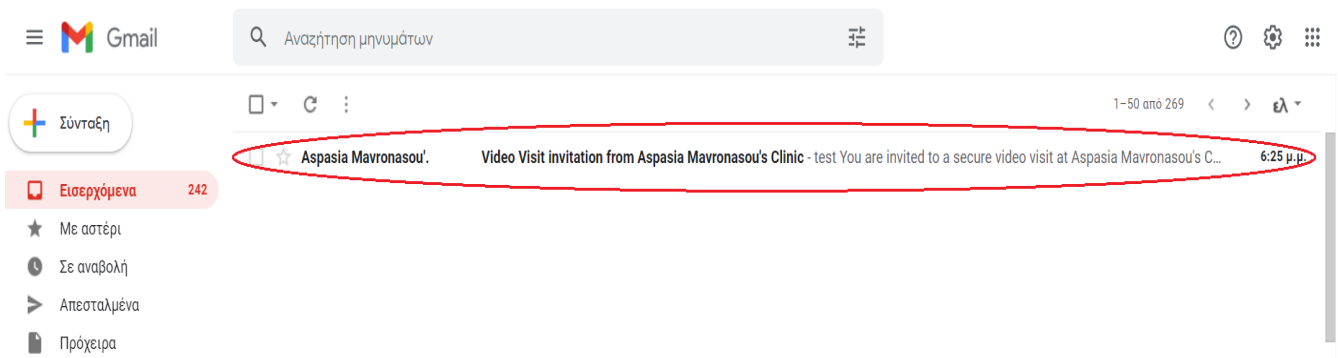 Gmail
Αναζήτηση μηνυμάτων
Σύνταξη
1–50 από 269
ελ
Aspasia Mavronasou'. Video Visit invitation from Aspasia Mavronasou's Clinic - test You are invited to a secure video visit at Aspasia Mavronasou's C... 6:25 μ.μ.
Εισερχόμενα 242
Με αστέρι
Σε αναβολή
Απεσταλμένα
Πρόχειρα